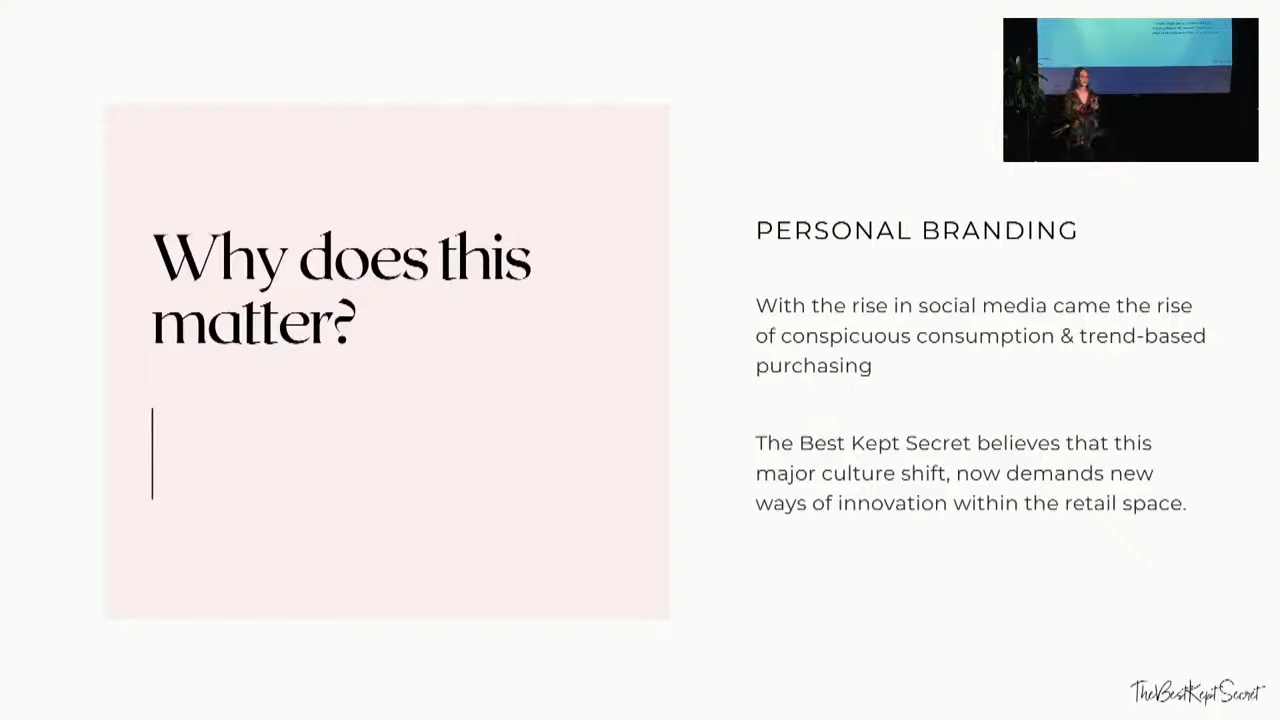 Why does this
matter?
PERSONAL BRANDING
With the rise in social media came the rise
of conspicuous consumption & trend-based
purchasing
The Best Kept Secret believes that this
major culture shift, now demands new
ways of innovation within the retail space.
TheBestKeptSecret